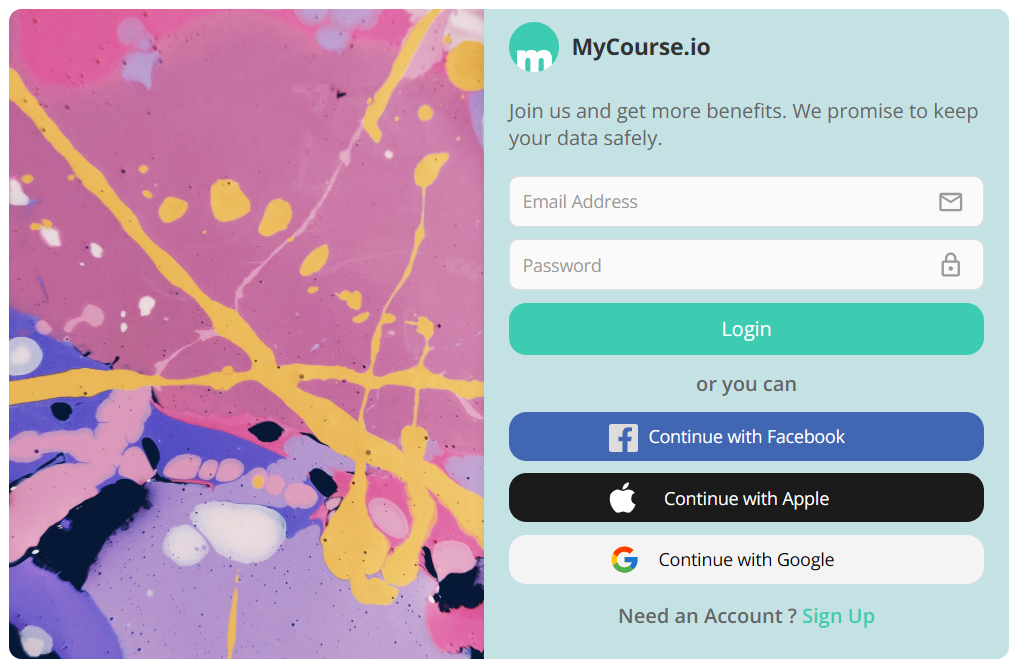 m
MyCourse.io
Join us and get more benefits. We promise to keep
your data safely.
Email Address
Password
Login
or you can
Continue with Facebook
Continue with Apple
Continue with Google
Need an Account ? Sign Up